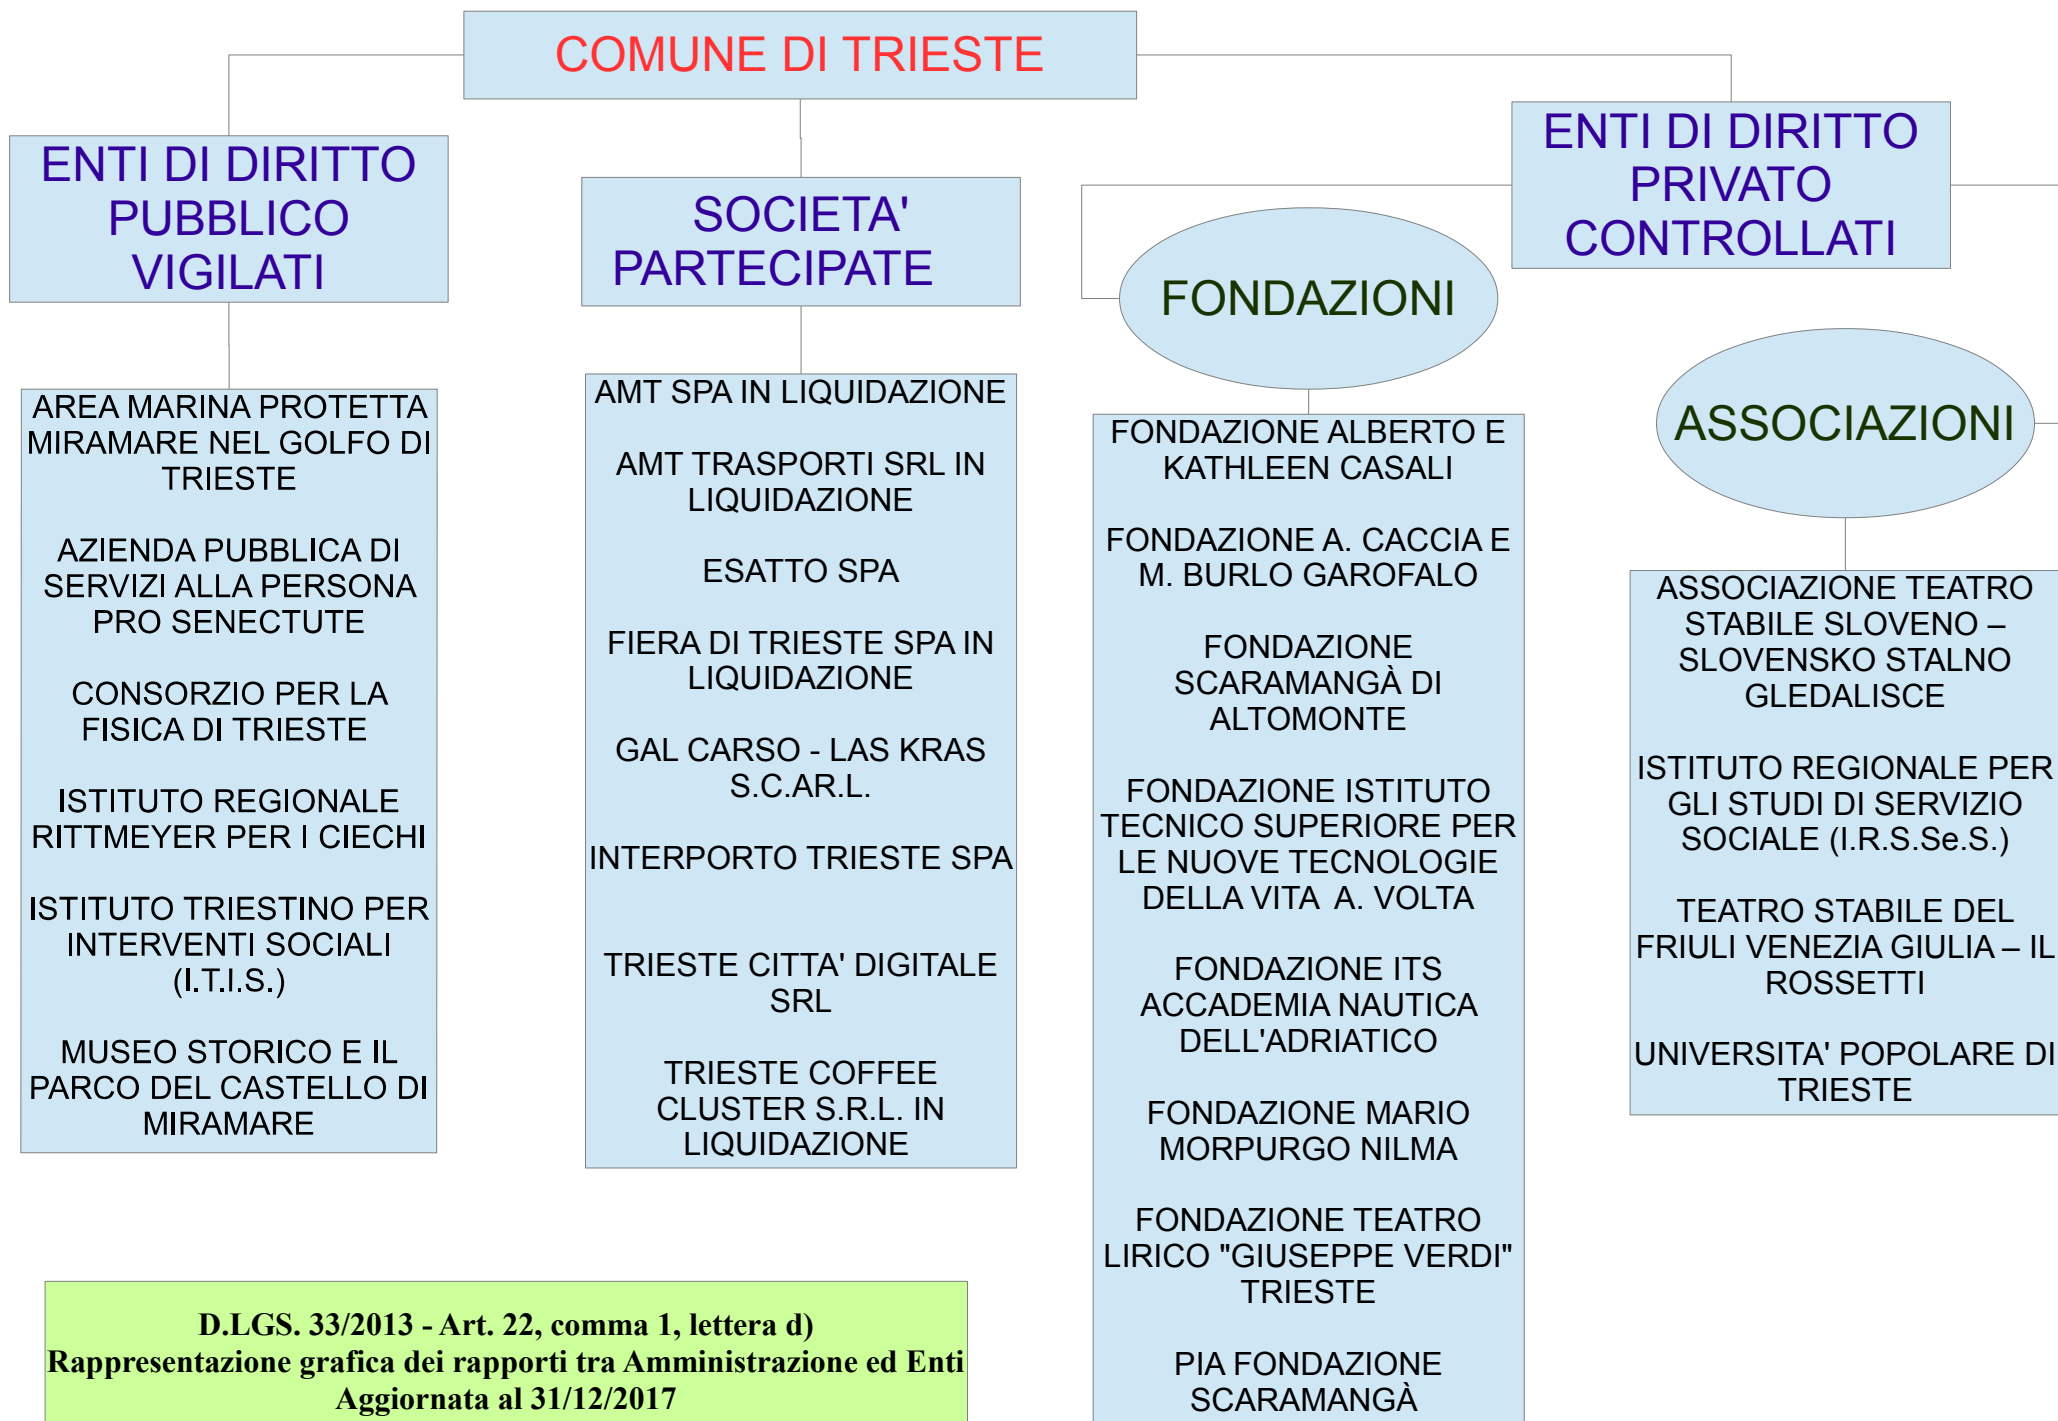 COMUNE DI TRIESTE
ENTI DI DIRITTO
PUBBLICO
VIGILATI
AREA MARINA PROTETTA
MIRAMARE NEL GOLFO DI
TRIESTE
AZIENDA PUBBLICA DI
SERVIZI ALLA PERSONA
PRO SENECTUTE
CONSORZIO PER LA
FISICA DI TRIESTE
ISTITUTO REGIONALE
RITTMEYER PER I CIECHI
ISTITUTO TRIESTINO PER
INTERVENTI SOCIALI
(I.T.I.S.)
MUSEO STORICO E IL
PARCO DEL CASTELLO DI
MIRAMARE
SOCIETA'
PARTECIPATE
AMT SPA IN LIQUIDAZIONE
AMT TRASPORTI SRL IN
LIQUIDAZIONE
ESATTO SPA
FIERA DI TRIESTE SPA IN
LIQUIDAZIONE
GAL CARSO - LAS KRAS
S.C.AR.L.
INTERPORTO TRIESTE SPA
TRIESTE CITTA' DIGITALE
SRL
TRIESTE COFFEE
CLUSTER S.R.L. IN
LIQUIDAZIONE
ENTI DI DIRITTO
PRIVATO
CONTROLLATI
FONDAZIONI
FONDAZIONE ALBERTO E
KATHLEEN CASALI
FONDAZIONE A. CACCIA E
M. BURLO GAROFALO
FONDAZIONE
SCARAMANGÀ DI
ALTOMONTE
FONDAZIONE ISTITUTO
TECNICO SUPERIORE PER
LE NUOVE TECNOLOGIE
DELLA VITA  A. VOLTA
FONDAZIONE ITS
ACCADEMIA NAUTICA
DELL'ADRIATICO
FONDAZIONE MARIO
MORPURGO NILMA
FONDAZIONE TEATRO
LIRICO "GIUSEPPE VERDI"
TRIESTE
PIA FONDAZIONE
SCARAMANGÀ
ASSOCIAZIONI
ASSOCIAZIONE TEATRO
STABILE SLOVENO –
SLOVENSKO STALNO
GLEDALISCE
ISTITUTO REGIONALE PER
GLI STUDI DI SERVIZIO
SOCIALE (I.R.S.Se.S.)
TEATRO STABILE DEL
FRIULI VENEZIA GIULIA – IL
ROSSETTI
UNIVERSITA' POPOLARE DI
TRIESTE
D.LGS. 33/2013 - Art. 22, comma 1, lettera d)
Rappresentazione grafica dei rapporti tra Amministrazione ed Enti
Aggiornata al 31/12/2017